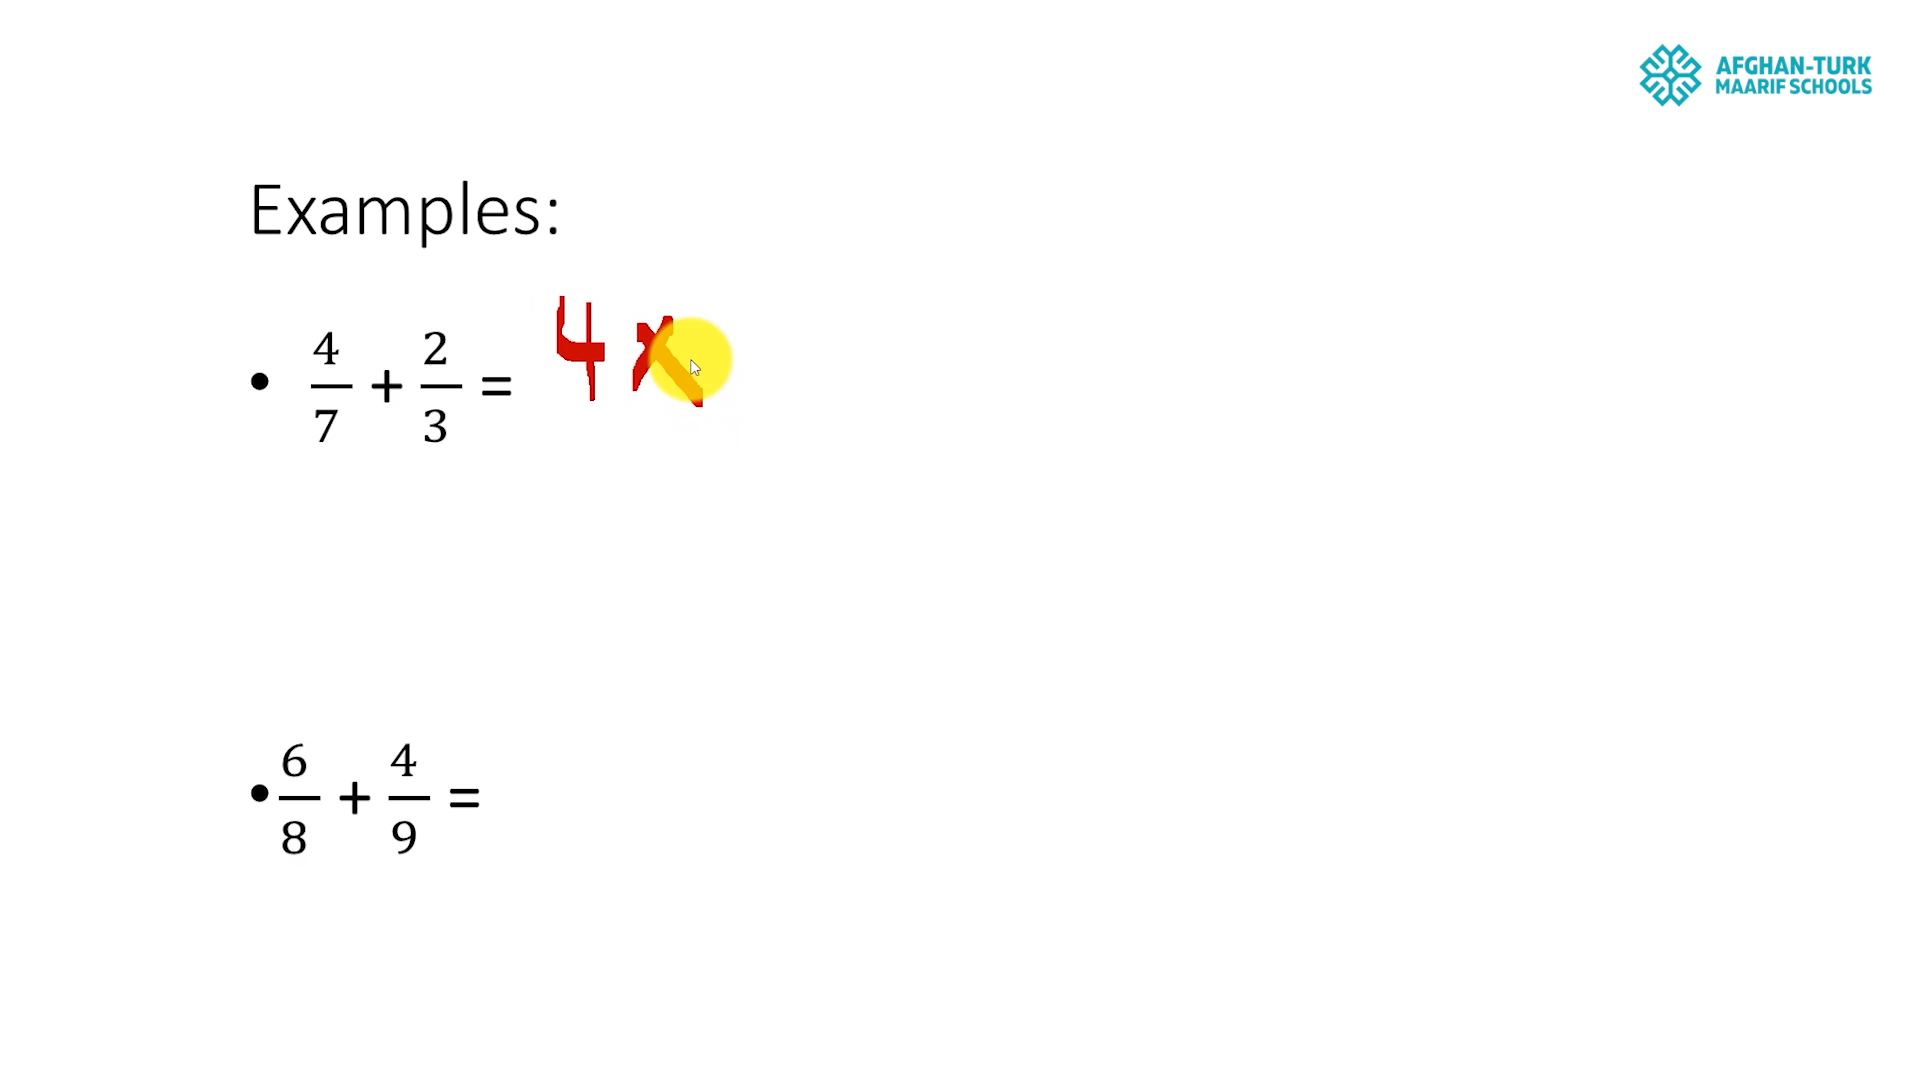 AFGHAN-TURK
MAARIF SCHOOLS
Examples:
• 4/7 + 2/3 = 4 x
• 6/8 + 4/9 =